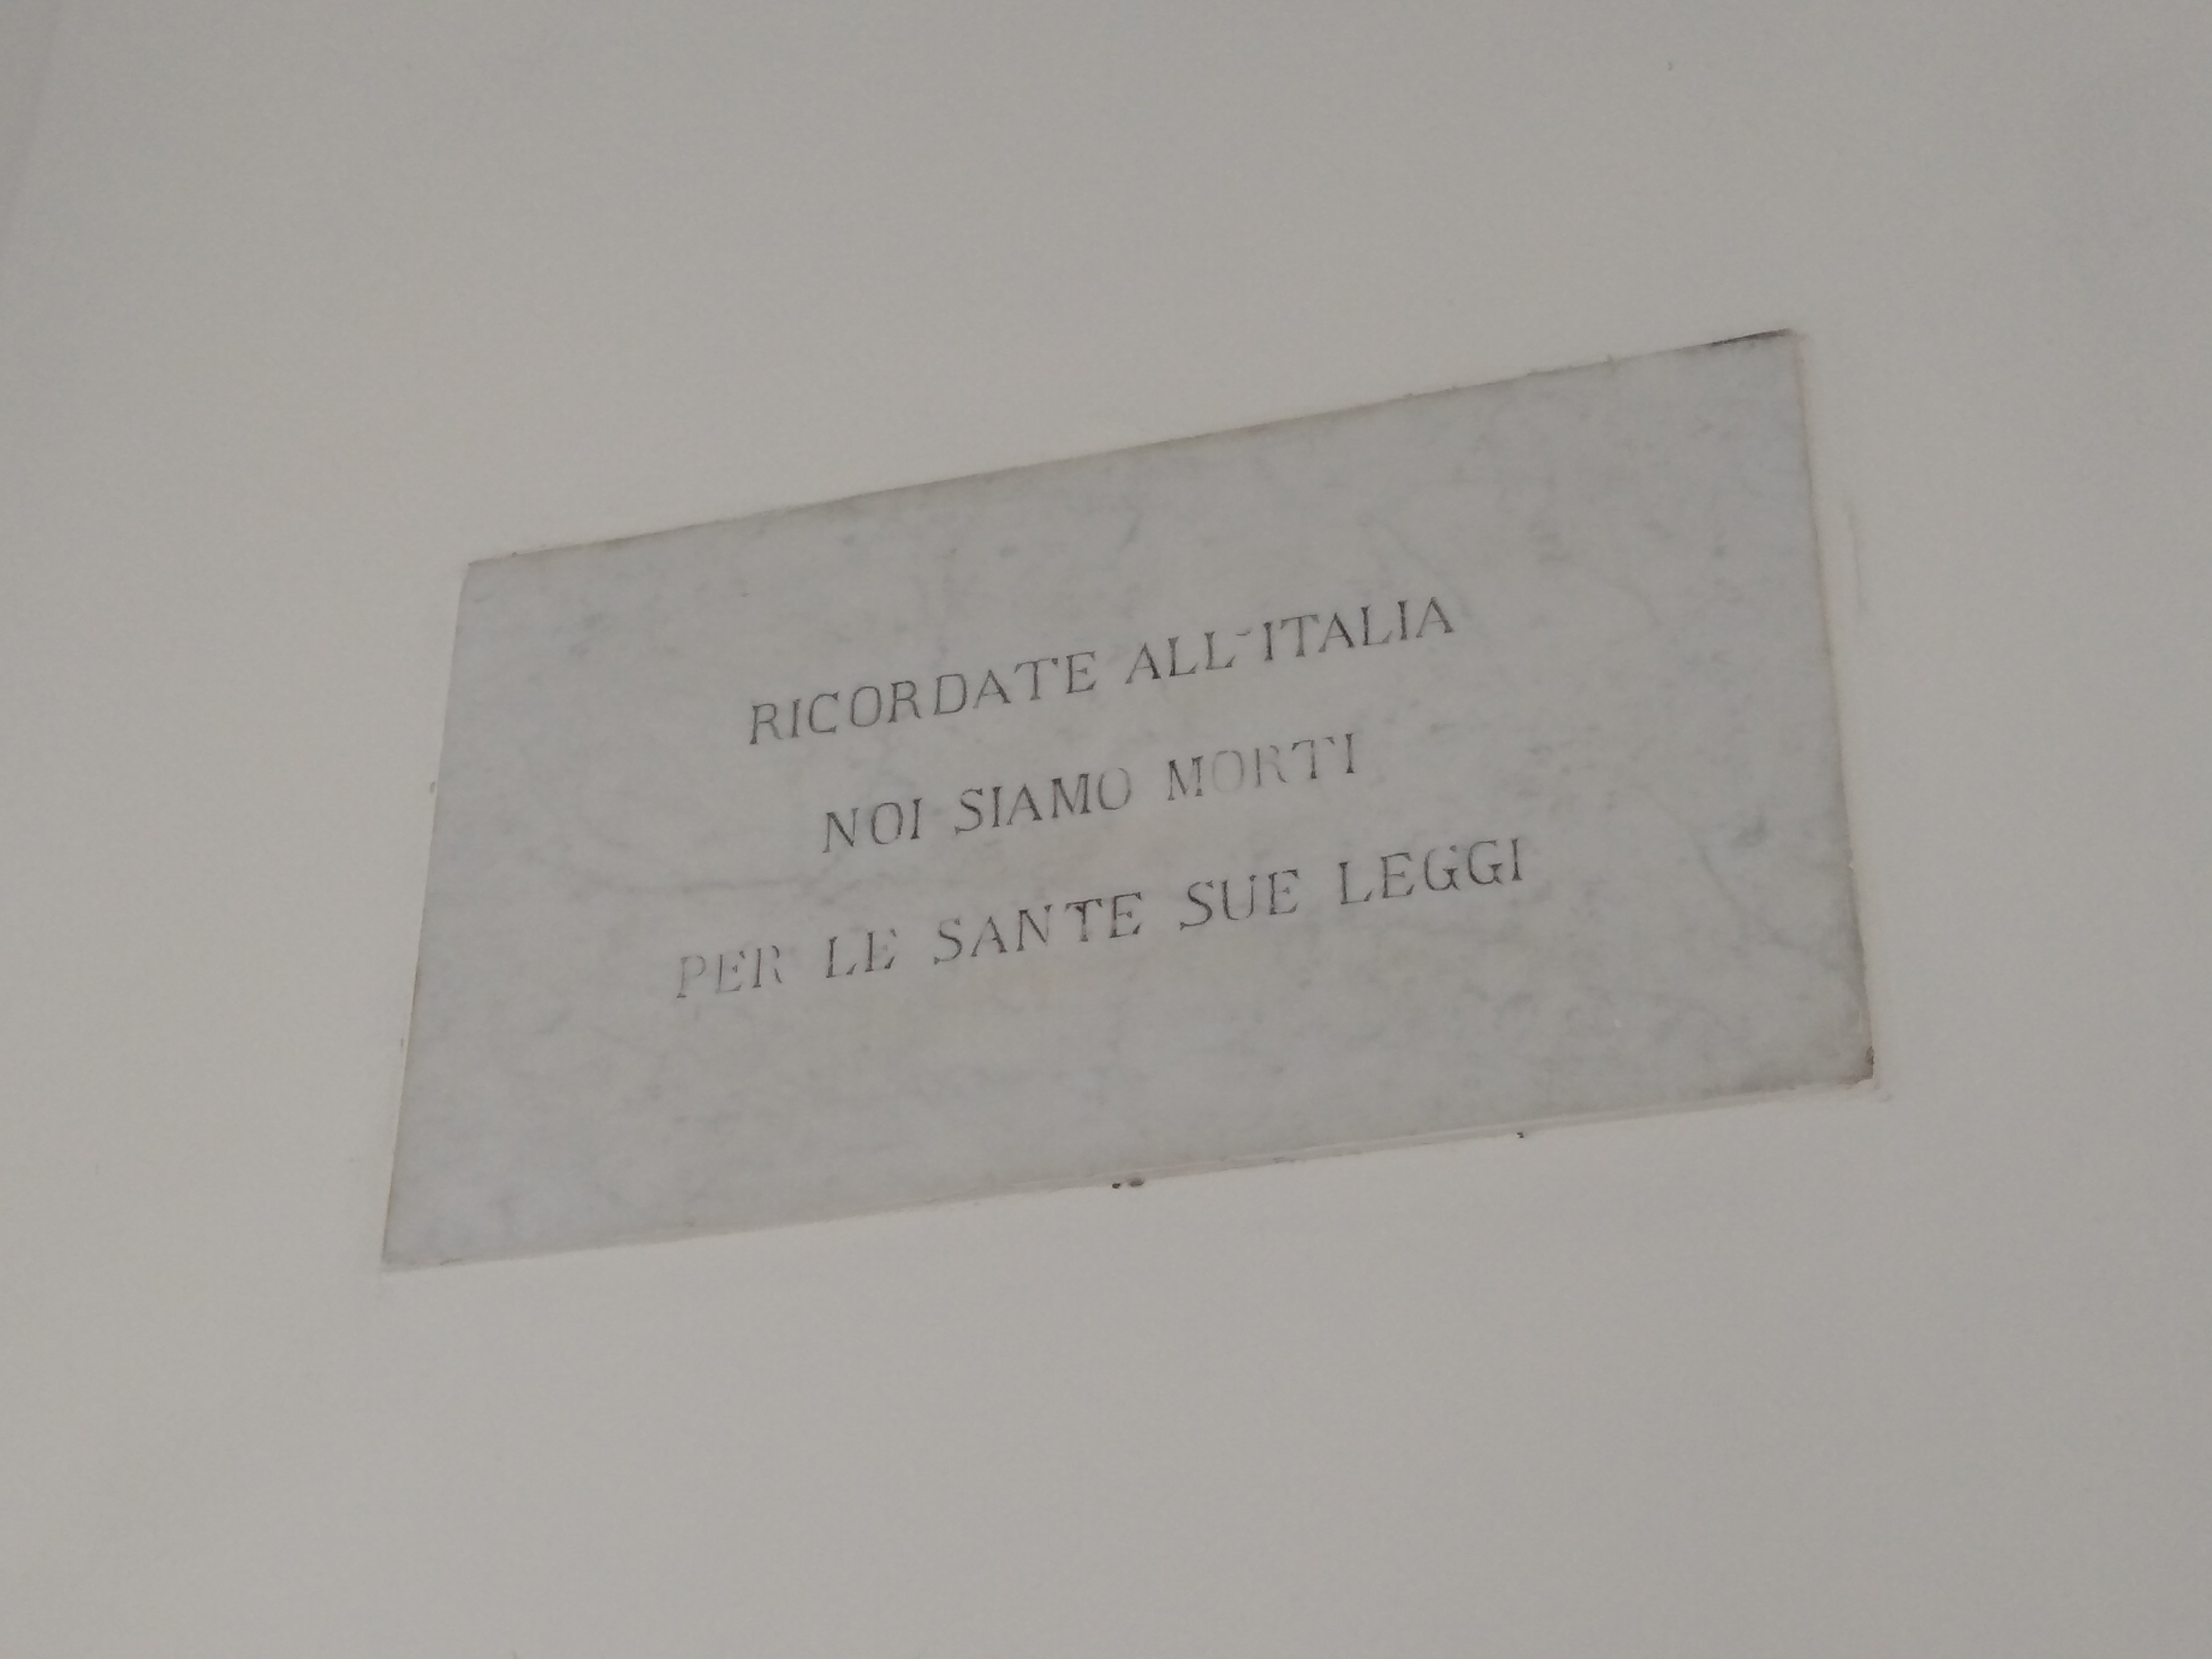 RICORDATE ALL'ITALIA
NOI SIAMO MORTI
PER LE SANTE SUE LEGGI